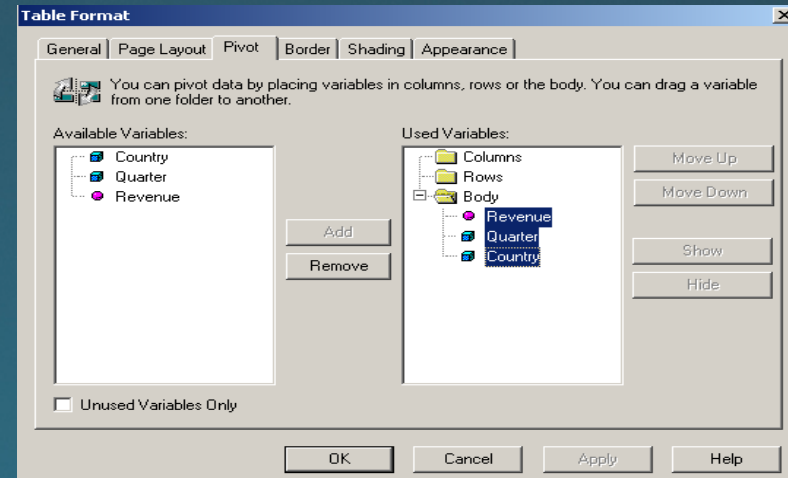 Table Format
General Page Layout Pivot Border Shading Appearance
You can pivot data by placing variables in columns, rows or the body. You can drag a variable
from one folder to another.
Available Variables:
Country
Quarter
Revenue
Add
Remove
Used Variables:
Columns
Rows
Body
Revenue
Quarter
Country
Move Up
Move Down
Show
Hide
Unused Variables Only
OK Cancel Apply Help